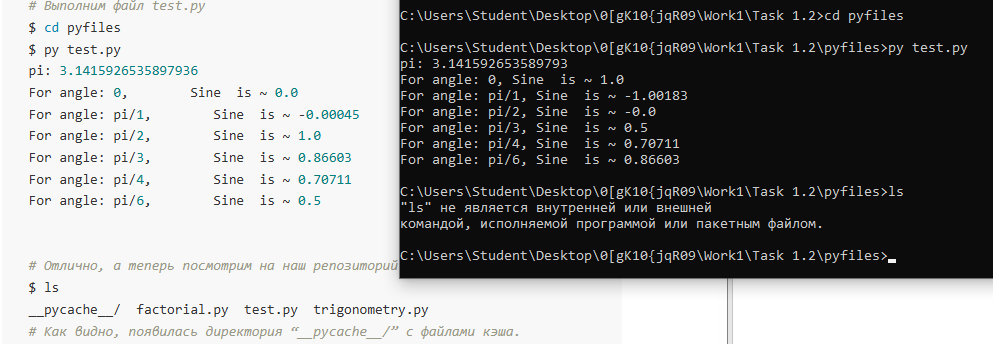 # Выполним файл test.py
$ cd pyfiles
$ py test.py
pi: 3.1415926535897936
For angle: 0,        Sine  is ~ 0.0
For angle: pi/1,        Sine  is ~ -0.00045
For angle: pi/2,        Sine  is ~ 1.0
For angle: pi/3,        Sine  is ~ 0.86603
For angle: pi/4,        Sine  is ~ 0.70711
For angle: pi/6,        Sine  is ~ 0.5
# Отлично, а теперь посмотрим на наш репозиторий
$ ls
__pycache__/  factorial.py  test.py  trigonometry.py
# Как видно, появилась директория “__pycache__/” с файлами кэша.
C:\Users\Student\Desktop\0[gK10{jqR09\Work1\Task 1.2>cd pyfiles
C:\Users\Student\Desktop\0[gK10{jqR09\Work1\Task 1.2\pyfiles>py test.py
pi: 3.141592653589793
For angle: 0, Sine  is ~ 1.0
For angle: pi/1, Sine  is ~ -1.00183
For angle: pi/2, Sine  is ~ -0.0
For angle: pi/3, Sine  is ~ 0.5
For angle: pi/4, Sine  is ~ 0.70711
For angle: pi/6, Sine  is ~ 0.86603
C:\Users\Student\Desktop\0[gK10{jqR09\Work1\Task 1.2\pyfiles>ls
"ls" не является внутренней или внешней
командой, исполняемой программой или пакетным файлом.
C:\Users\Student\Desktop\0[gK10{jqR09\Work1\Task 1.2\pyfiles>